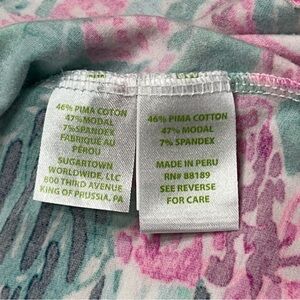 46% PIMA COTTON
47% MODAL
7% SPANDEX
FABRIQUÉ AU
PÉROU
SUGARTOWN
WORLDWIDE, LLC
800 THIRD AVENUE
KING OF PRUSSIA, PA
46% PIMA COTTON
47% MODAL
7% SPANDEX
MADE IN PERU
RN# 88189
SEE REVERSE
FOR CARE